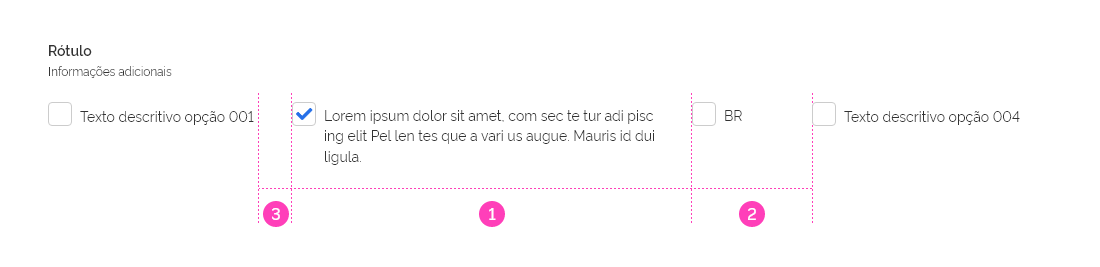 Rótulo
Informações adicionais
Texto descritivo opção 001
Lorem ipsum dolor sit amet, com sec te tur adi pisc
ing elit Pel len tes que a vari us augue. Mauris id dui
ligula.
BR
Texto descritivo opção 004
3
1
2